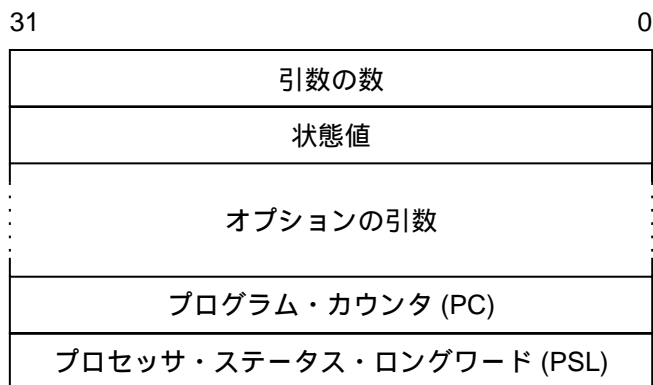 31 0
引数の数
状態値
オプションの引数
プログラム・カウンタ (PC)
プロセッサ・ステータス・ロングワード (PSL)